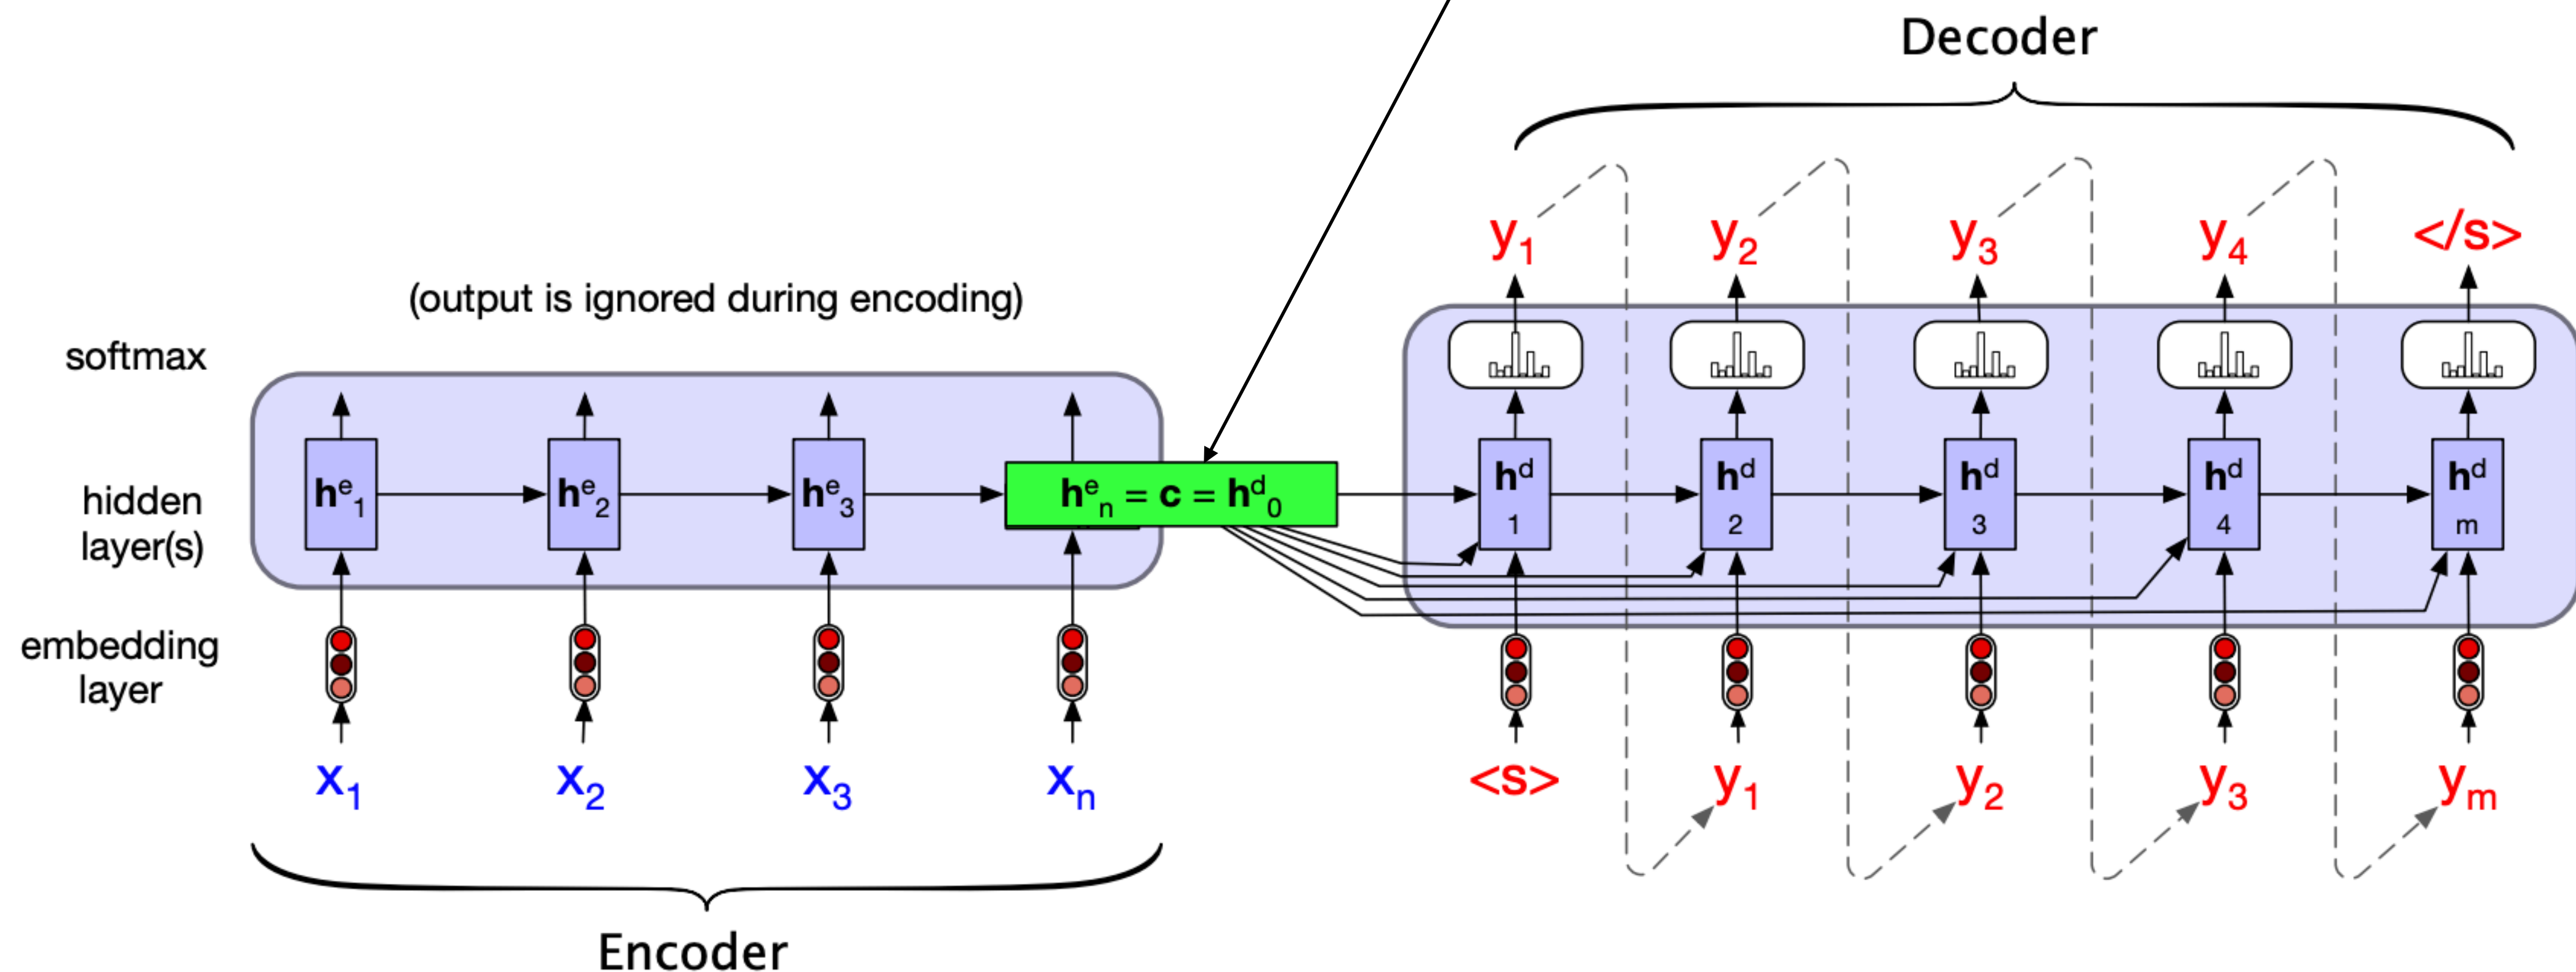 Decoder
y1 y2 y3 y4 </s>
(output is ignored during encoding)
softmax
hidden
layer(s)
he1 he2 he3 hen = c = hd0 hd1 hd2 hd3 hd4 hdm
embedding
layer
x1 x2 x3 xn <s> y1 y2 y3 ym
Encoder